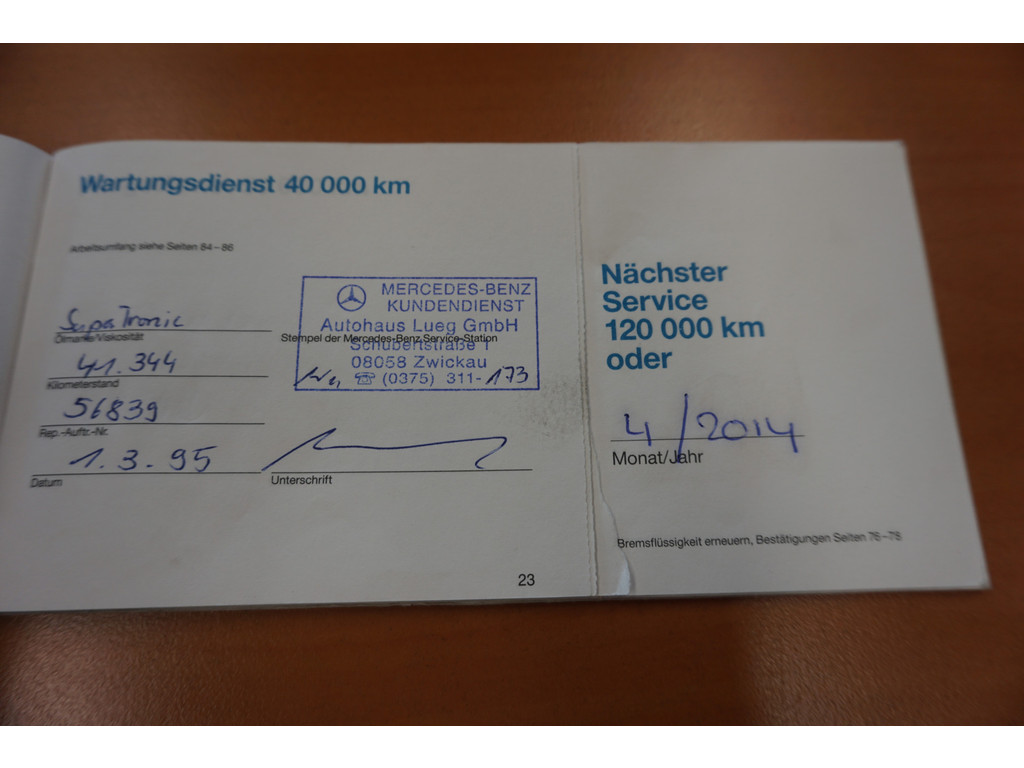 Wartungsdienst 40 000 km
Arbeitsumfang siehe Seiten 84–86
MERCEDES-BENZ
KUNDENDIENST
Autohaus Lueg GmbH
Schubertstraße 1
08058 Zwickau
☎ (0375) 311-173
Stempel der Mercedes-Benz Service-Station
SuperTronic
Ölmarke/Viskosität
41.344
Kilometerstand
56839
Rep.-Auftr.-Nr.
1.3.95
Datum
Unterschrift
23
Nächster
Service
120 000 km
oder
4/2014
Monat/Jahr
Bremsflüssigkeit erneuern, Bestätigungen Seiten 76–78